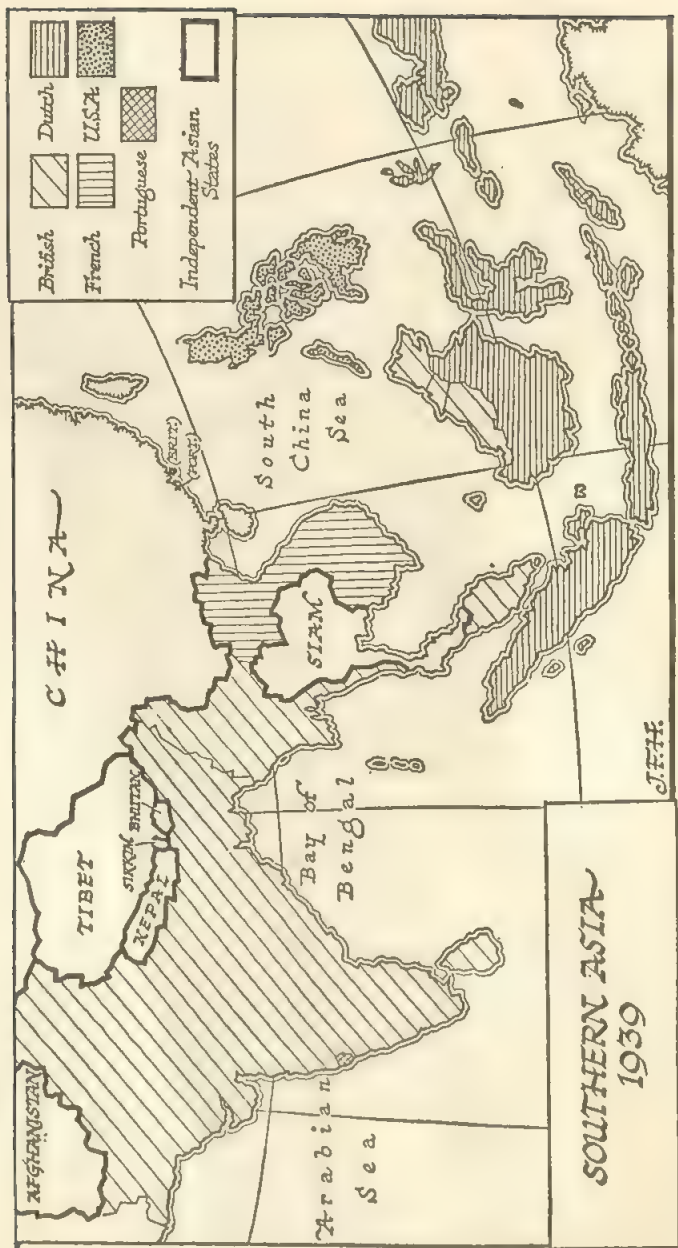 British
Dutch
French
U.S.A
Portuguese
Independent Asian
States
CHINA
AFGHANISTAN
TIBET
NEPAL
SIKKIM
BHUTAN
(BRIT.)
(PORT.)
SIAM
South
China
Sea
Bay of
Bengal
Arabian
Sea
SOUTHERN ASIA
1939
J.F.H.